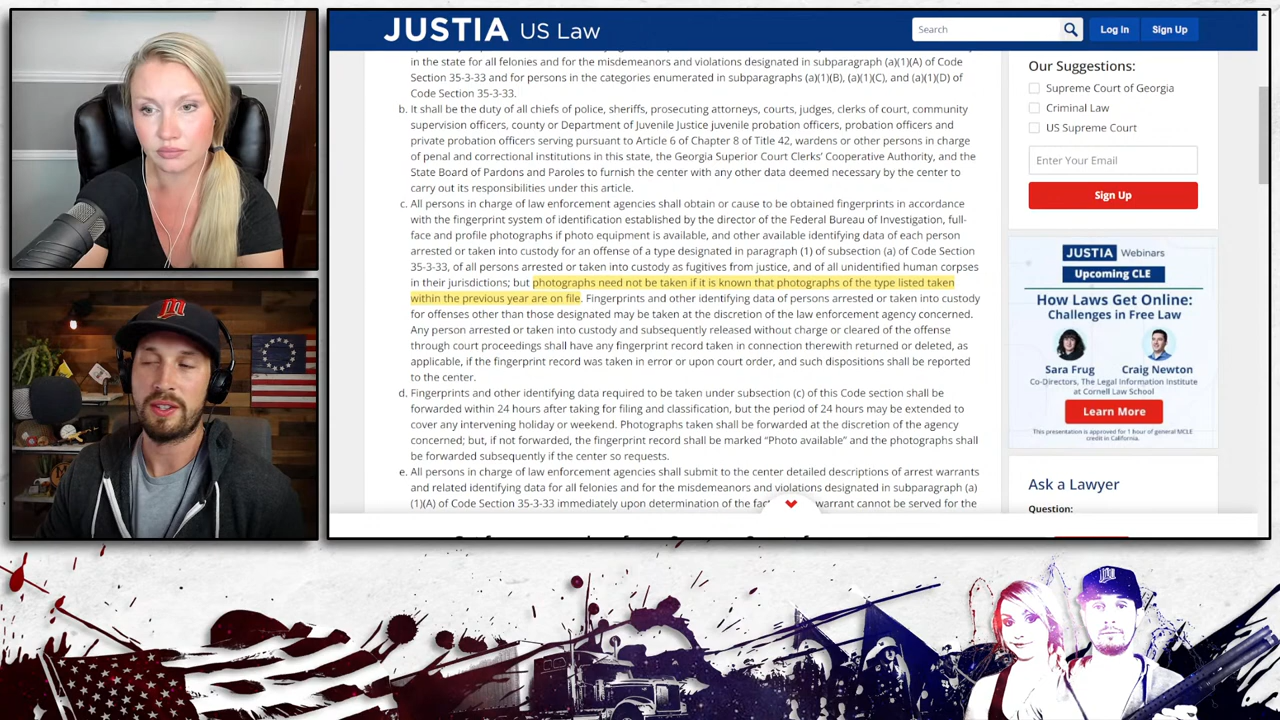 JUSTIA US Law
Search
Log In
Sign Up
in the state for all felonies and for the misdemeanors and violations designated in subparagraph (a)(1)(A) of Code
Section 35-3-33 and for persons in the categories enumerated in subparagraphs (a)(1)(B), (a)(1)(C), and (a)(1)(D) of
Code Section 35-3-33.
b. It shall be the duty of all chiefs of police, sheriffs, prosecuting attorneys, courts, judges, clerks of court, community
supervision officers, county or Department of Juvenile Justice juvenile probation officers, probation officers and
private probation officers serving pursuant to Article 6 of Chapter 8 of Title 42, wardens or other persons in charge
of penal and correctional institutions in this state, the Georgia Superior Court Clerks' Cooperative Authority, and the
State Board of Pardons and Paroles to furnish the center with any other data deemed necessary by the center to
carry out its responsibilities under this article.
c. All persons in charge of law enforcement agencies shall obtain or cause to be obtained fingerprints in accordance
with the fingerprint system of identification established by the director of the Federal Bureau of Investigation, full-
face and profile photographs if photo equipment is available, and other available identifying data of each person
arrested or taken into custody for an offense of a type designated in paragraph (1) of subsection (a) of Code Section
35-3-33, of all persons arrested or taken into custody as fugitives from justice, and of all unidentified human corpses
in their jurisdictions; but photographs need not be taken if it is known that photographs of the type listed taken
within the previous year are on file. Fingerprints and other identifying data of persons arrested or taken into custody
for offenses other than those designated may be taken at the discretion of the law enforcement agency concerned.
Any person arrested or taken into custody and subsequently released without charge or cleared of the offense
through court proceedings shall have any fingerprint record taken in connection therewith returned or deleted, as
applicable, if the fingerprint record was taken in error or upon court order, and such dispositions shall be reported
to the center.
d. Fingerprints and other identifying data required to be taken under subsection (c) of this Code section shall be
forwarded within 24 hours after taking for filing and classification, but the period of 24 hours may be extended to
cover any intervening holiday or weekend. Photographs taken shall be forwarded at the discretion of the agency
concerned; but, if not forwarded, the fingerprint record shall be marked "Photo available" and the photographs shall
be forwarded subsequently if the center so requests.
e. All persons in charge of law enforcement agencies shall submit to the center detailed descriptions of arrest warrants
and related identifying data for all felonies and for the misdemeanors and violations designated in subparagraph (a)
(1)(A) of Code Section 35-3-33 immediately upon determination of the warrant cannot be served for the
Our Suggestions:
Supreme Court of Georgia
Criminal Law
US Supreme Court
Enter Your Email
Sign Up
JUSTIA Webinars
Upcoming CLE
How Laws Get Online:
Challenges in Free Law
Sara Frug
Craig Newton
Co-Directors, The Legal Information Institute
at Cornell Law School
Learn More
This presentation is approved for 1 hour of general MCLE
credit in California.
Ask a Lawyer
Question: